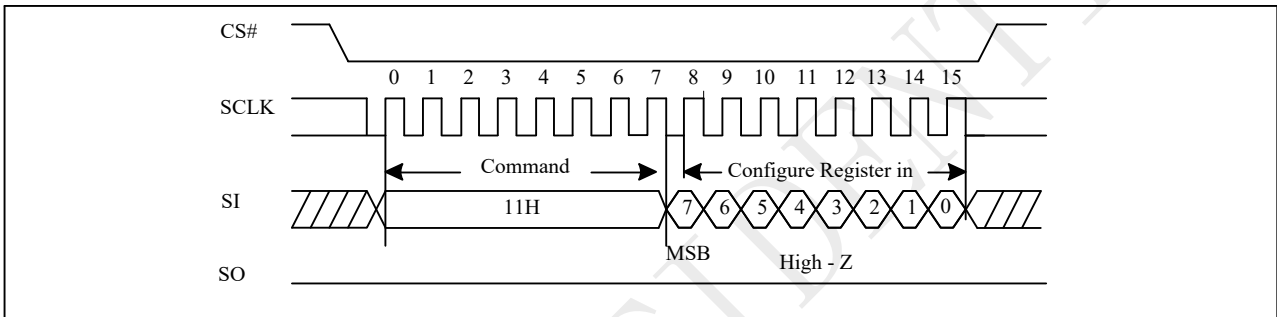 CS#
0 1 2 3 4 5 6 7 8 9 10 11 12 13 14 15
SCLK
Command Configure Register in
SI 11H 7 6 5 4 3 2 1 0
MSB High - Z
SO